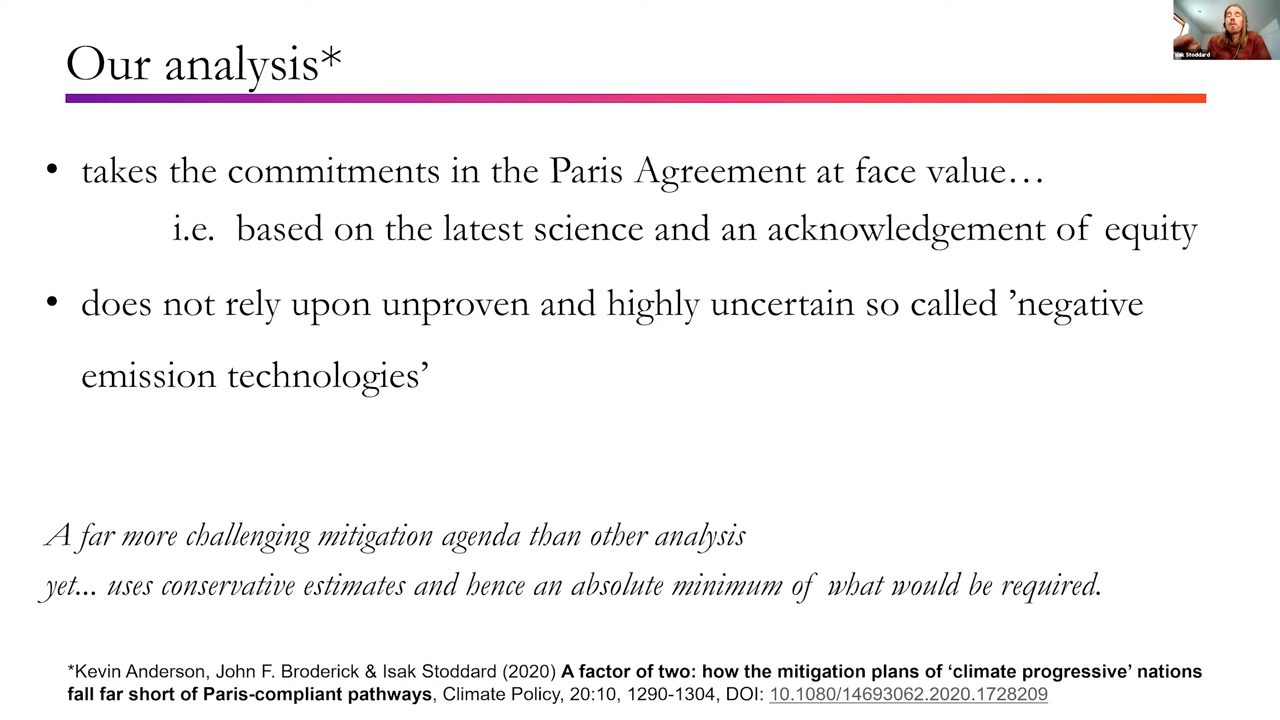 Our analysis*
• takes the commitments in the Paris Agreement at face value…
i.e. based on the latest science and an acknowledgement of equity
• does not rely upon unproven and highly uncertain so called ’negative
emission technologies’
A far more challenging mitigation agenda than other analysis
yet... uses conservative estimates and hence an absolute minimum of what would be required.
*Kevin Anderson, John F. Broderick & Isak Stoddard (2020) A factor of two: how the mitigation plans of ‘climate progressive’ nations
fall far short of Paris-compliant pathways, Climate Policy, 20:10, 1290-1304, DOI: 10.1080/14693062.2020.1728209
Isak Stoddard